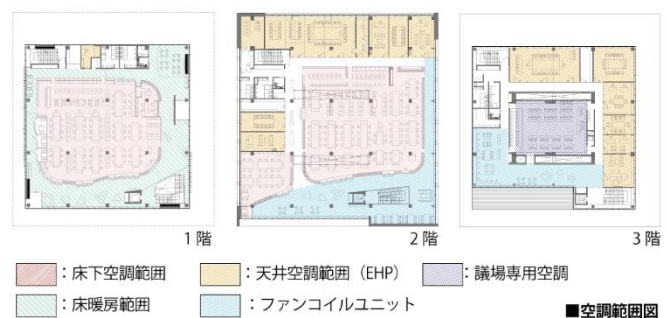 1階
2階
3階
：床下空調範囲
：天井空調範囲（EHP）
：議場専用空調
：床暖房範囲
：ファンコイルユニット
■空調範囲図